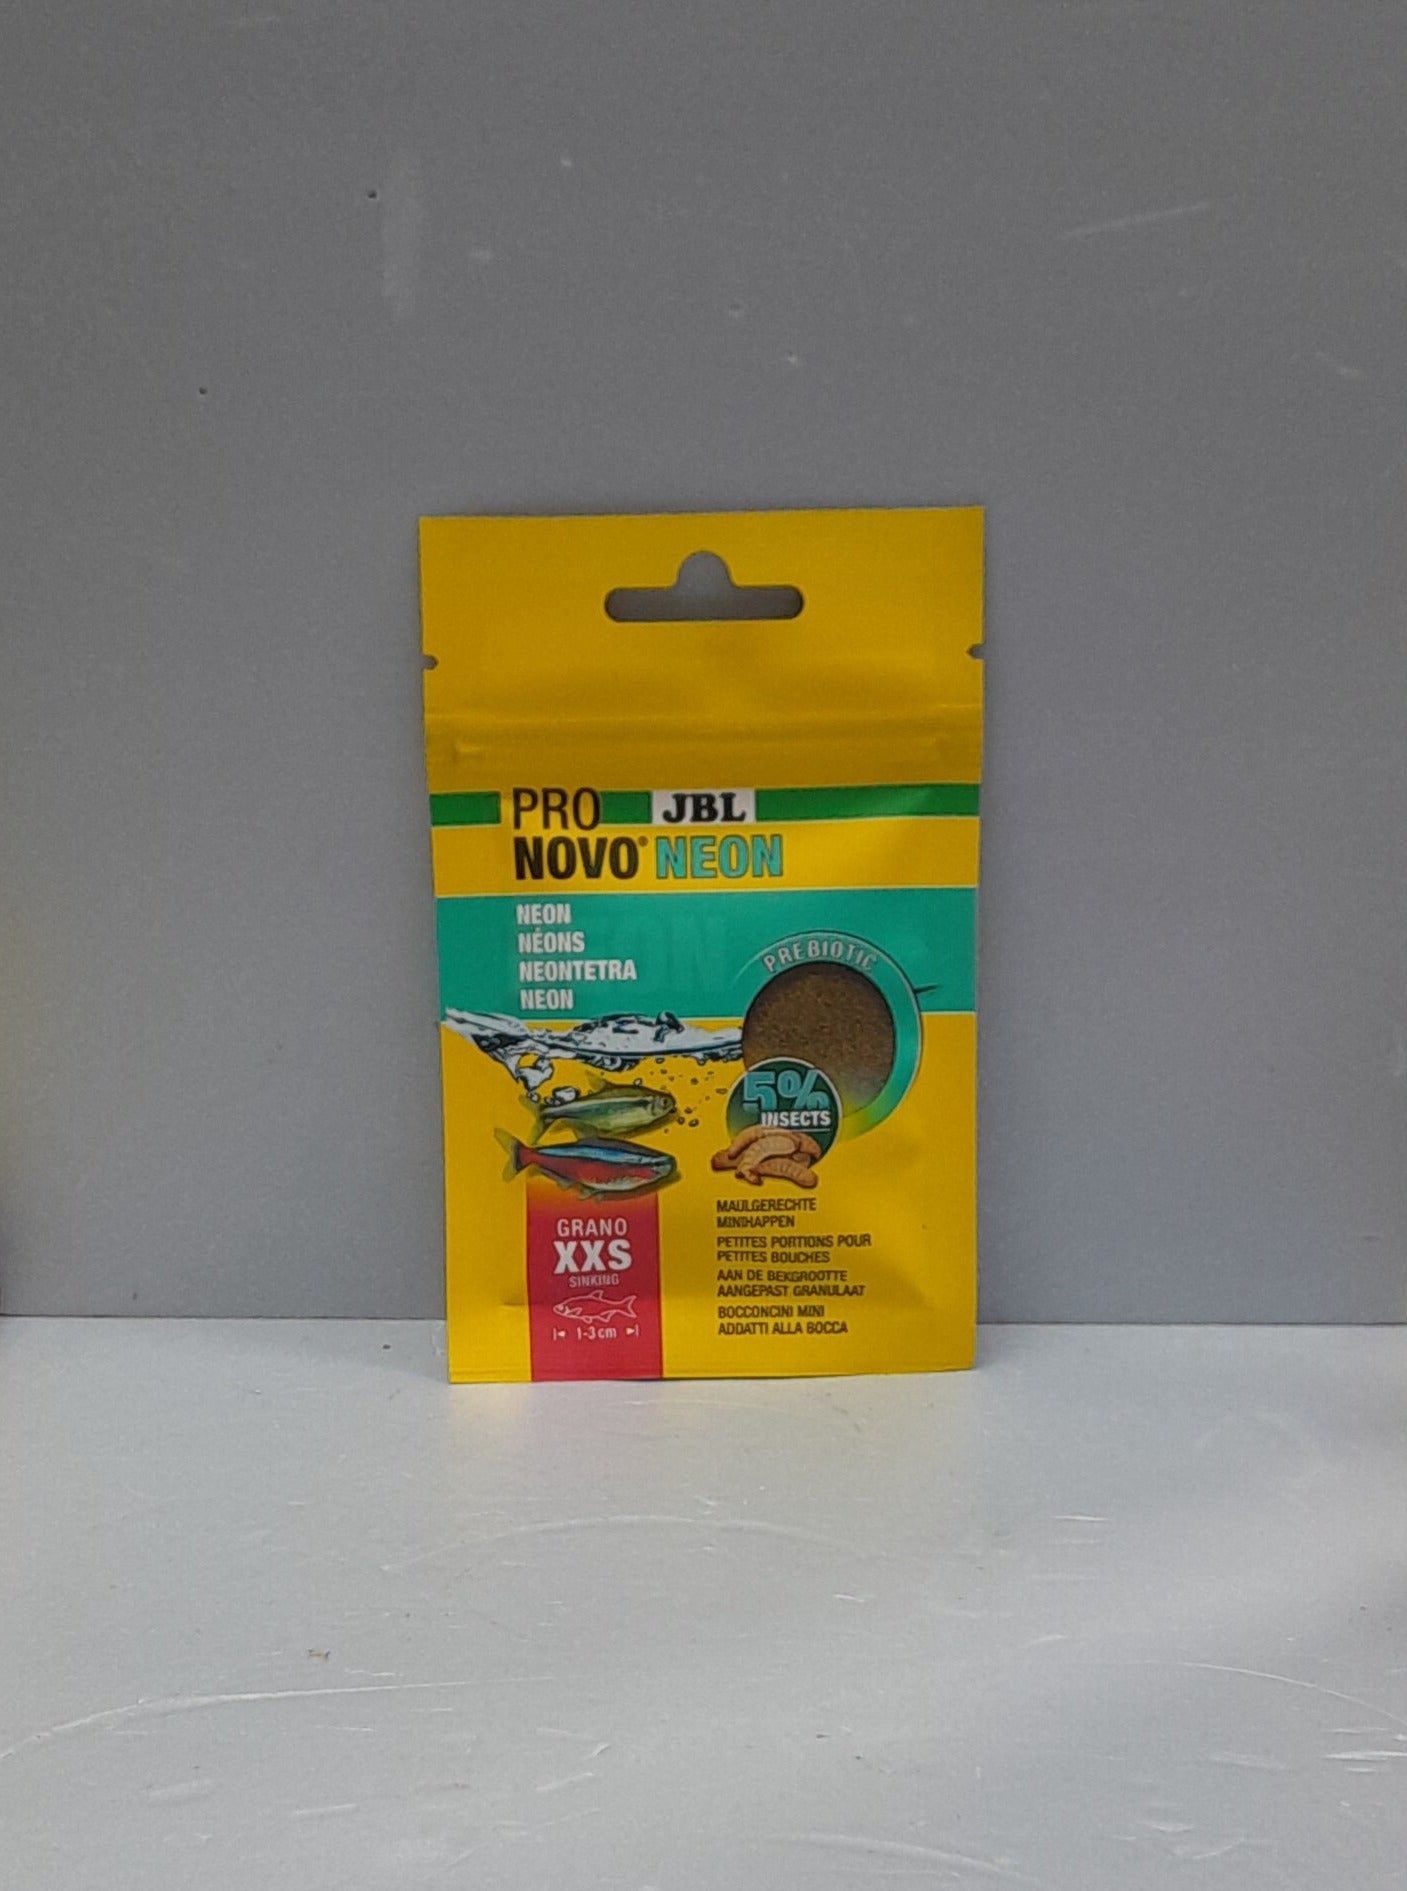 PRO JBL
NOVO® NEON
NEON
NÉONS
NEONTETRA
NEON
PREBIOTIC
5%
INSECTS
GRANO
XXS
SINKING
1-3 cm
MAULGERECHTE
MINIHAPPEN
PETITES PORTIONS POUR
PETITES BOUCHES
AAN DE BEKGROOTTE
AANGEPAST GRANULAAT
BOCCONCINI MINI
ADDATTI ALLA BOCCA